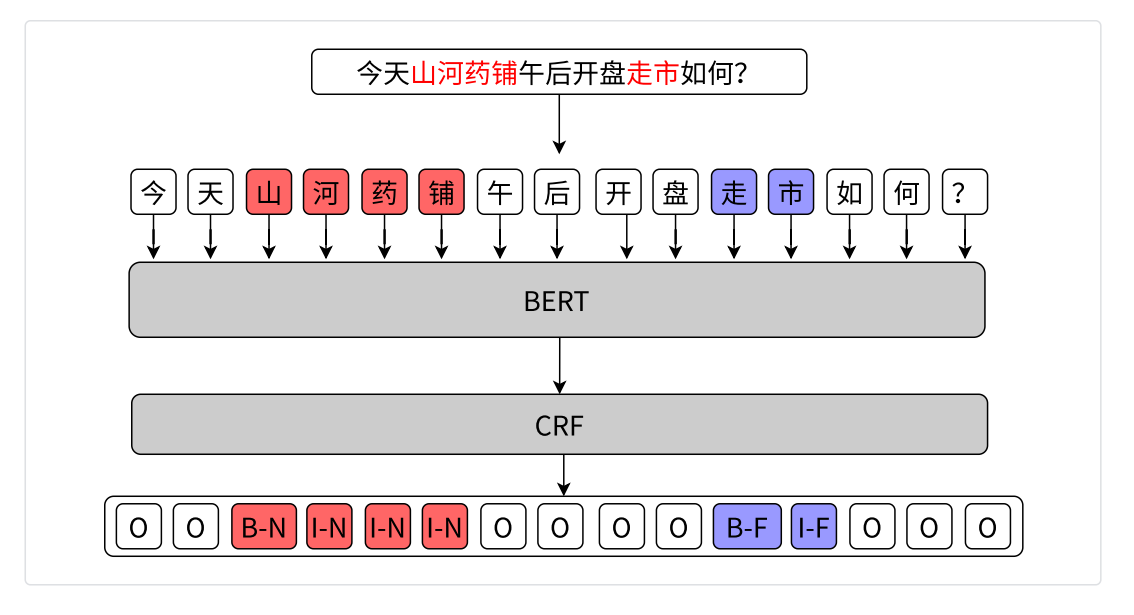 今天山河药铺午后开盘走市如何?
今 天 山 河 药 铺 午 后 开 盘 走 市 如 何 ?
BERT
CRF
O O B-N I-N I-N I-N O O O O B-F I-F O O O